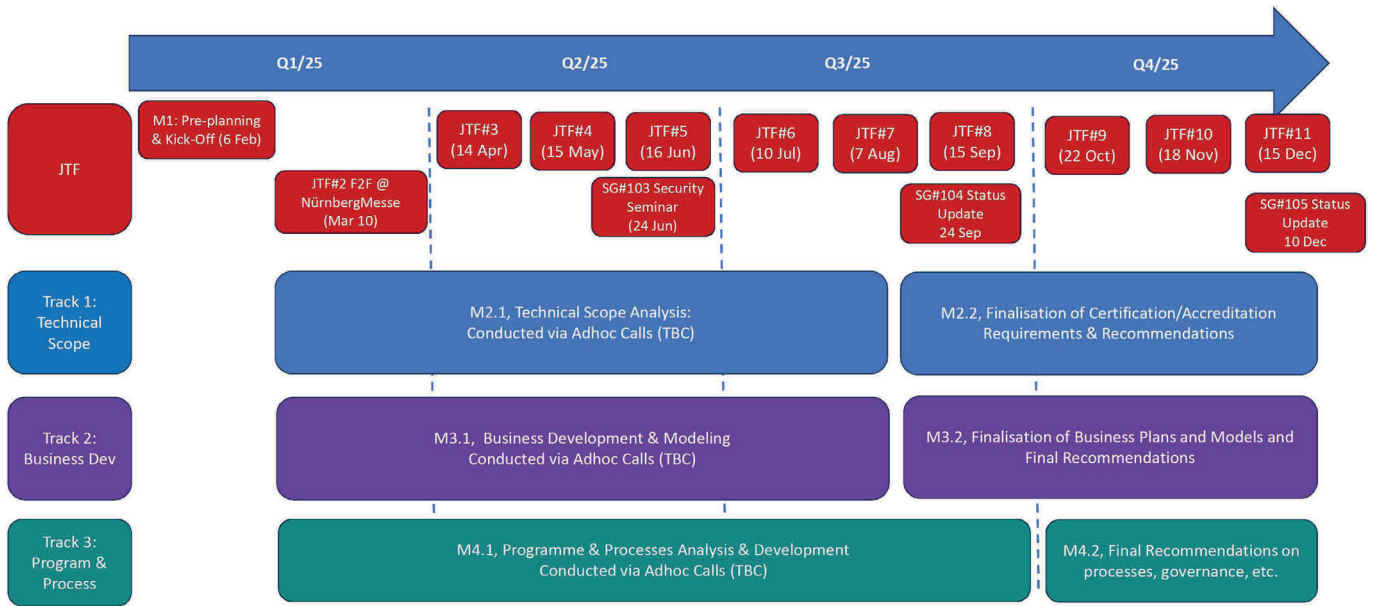 Q1/25
Q2/25
Q3/25
Q4/25
JTF
M1: Pre-planning
& Kick-Off (6 Feb)
JTF#2 F2F @
NürnbergMesse
(Mar 10)
JTF#3
(14 Apr)
JTF#4
(15 May)
JTF#5
(16 Jun)
SG#103 Security
Seminar
(24 Jun)
JTF#6
(10 Jul)
JTF#7
(7 Aug)
JTF#8
(15 Sep)
SG#104 Status
Update
24 Sep
JTF#9
(22 Oct)
JTF#10
(18 Nov)
JTF#11
(15 Dec)
SG#105 Status
Update
10 Dec
Track 1:
Technical
Scope
M2.1, Technical Scope Analysis:
Conducted via Adhoc Calls (TBC)
M2.2, Finalisation of Certification/Accreditation
Requirements & Recommendations
Track 2:
Business Dev
M3.1, Business Development & Modeling
Conducted via Adhoc Calls (TBC)
M3.2, Finalisation of Business Plans and Models and
Final Recommendations
Track 3:
Program &
Process
M4.1, Programme & Processes Analysis & Development
Conducted via Adhoc Calls (TBC)
M4.2, Final Recommendations on
processes, governance, etc.